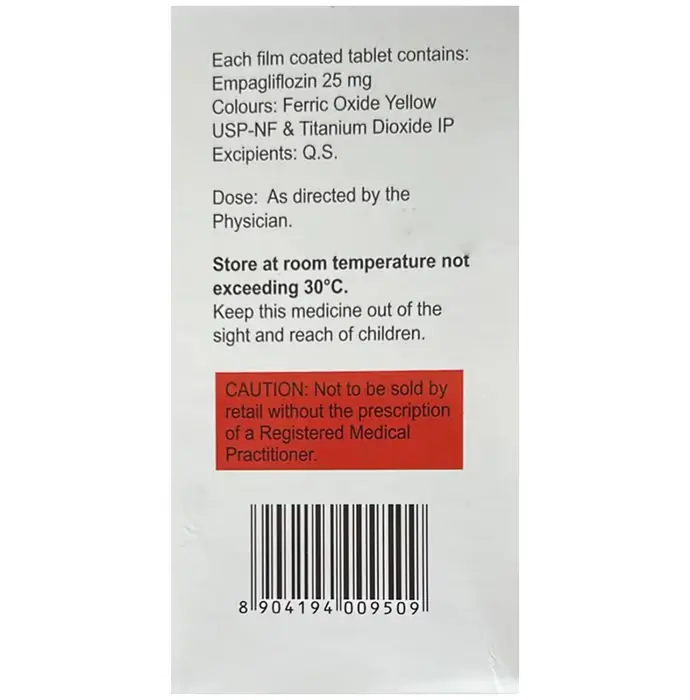 Each film coated tablet contains:
Empagliflozin 25 mg
Colours: Ferric Oxide Yellow
USP-NF & Titanium Dioxide IP
Excipients: Q.S.
Dose: As directed by the
Physician.
Store at room temperature not
exceeding 30°C.
Keep this medicine out of the
sight and reach of children.
CAUTION: Not to be sold by
retail without the prescription
of a Registered Medical
Practitioner.
8 904194 009509